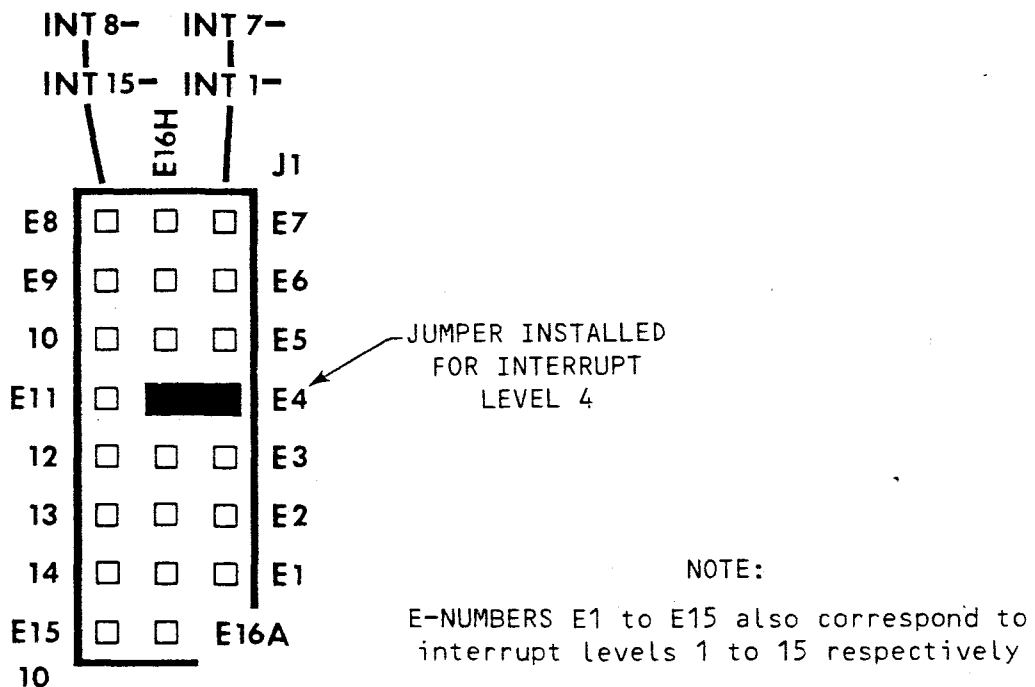 INT 8- INT 7-
INT 15- INT 1-
E16H
J1
E8 E7
E9 E6
10 E5
E11 E4
12 E3
13 E2
14 E1
E15 E16A
10
JUMPER INSTALLED
FOR INTERRUPT
LEVEL 4
NOTE:
E-NUMBERS E1 to E15 also correspond to
interrupt levels 1 to 15 respectively